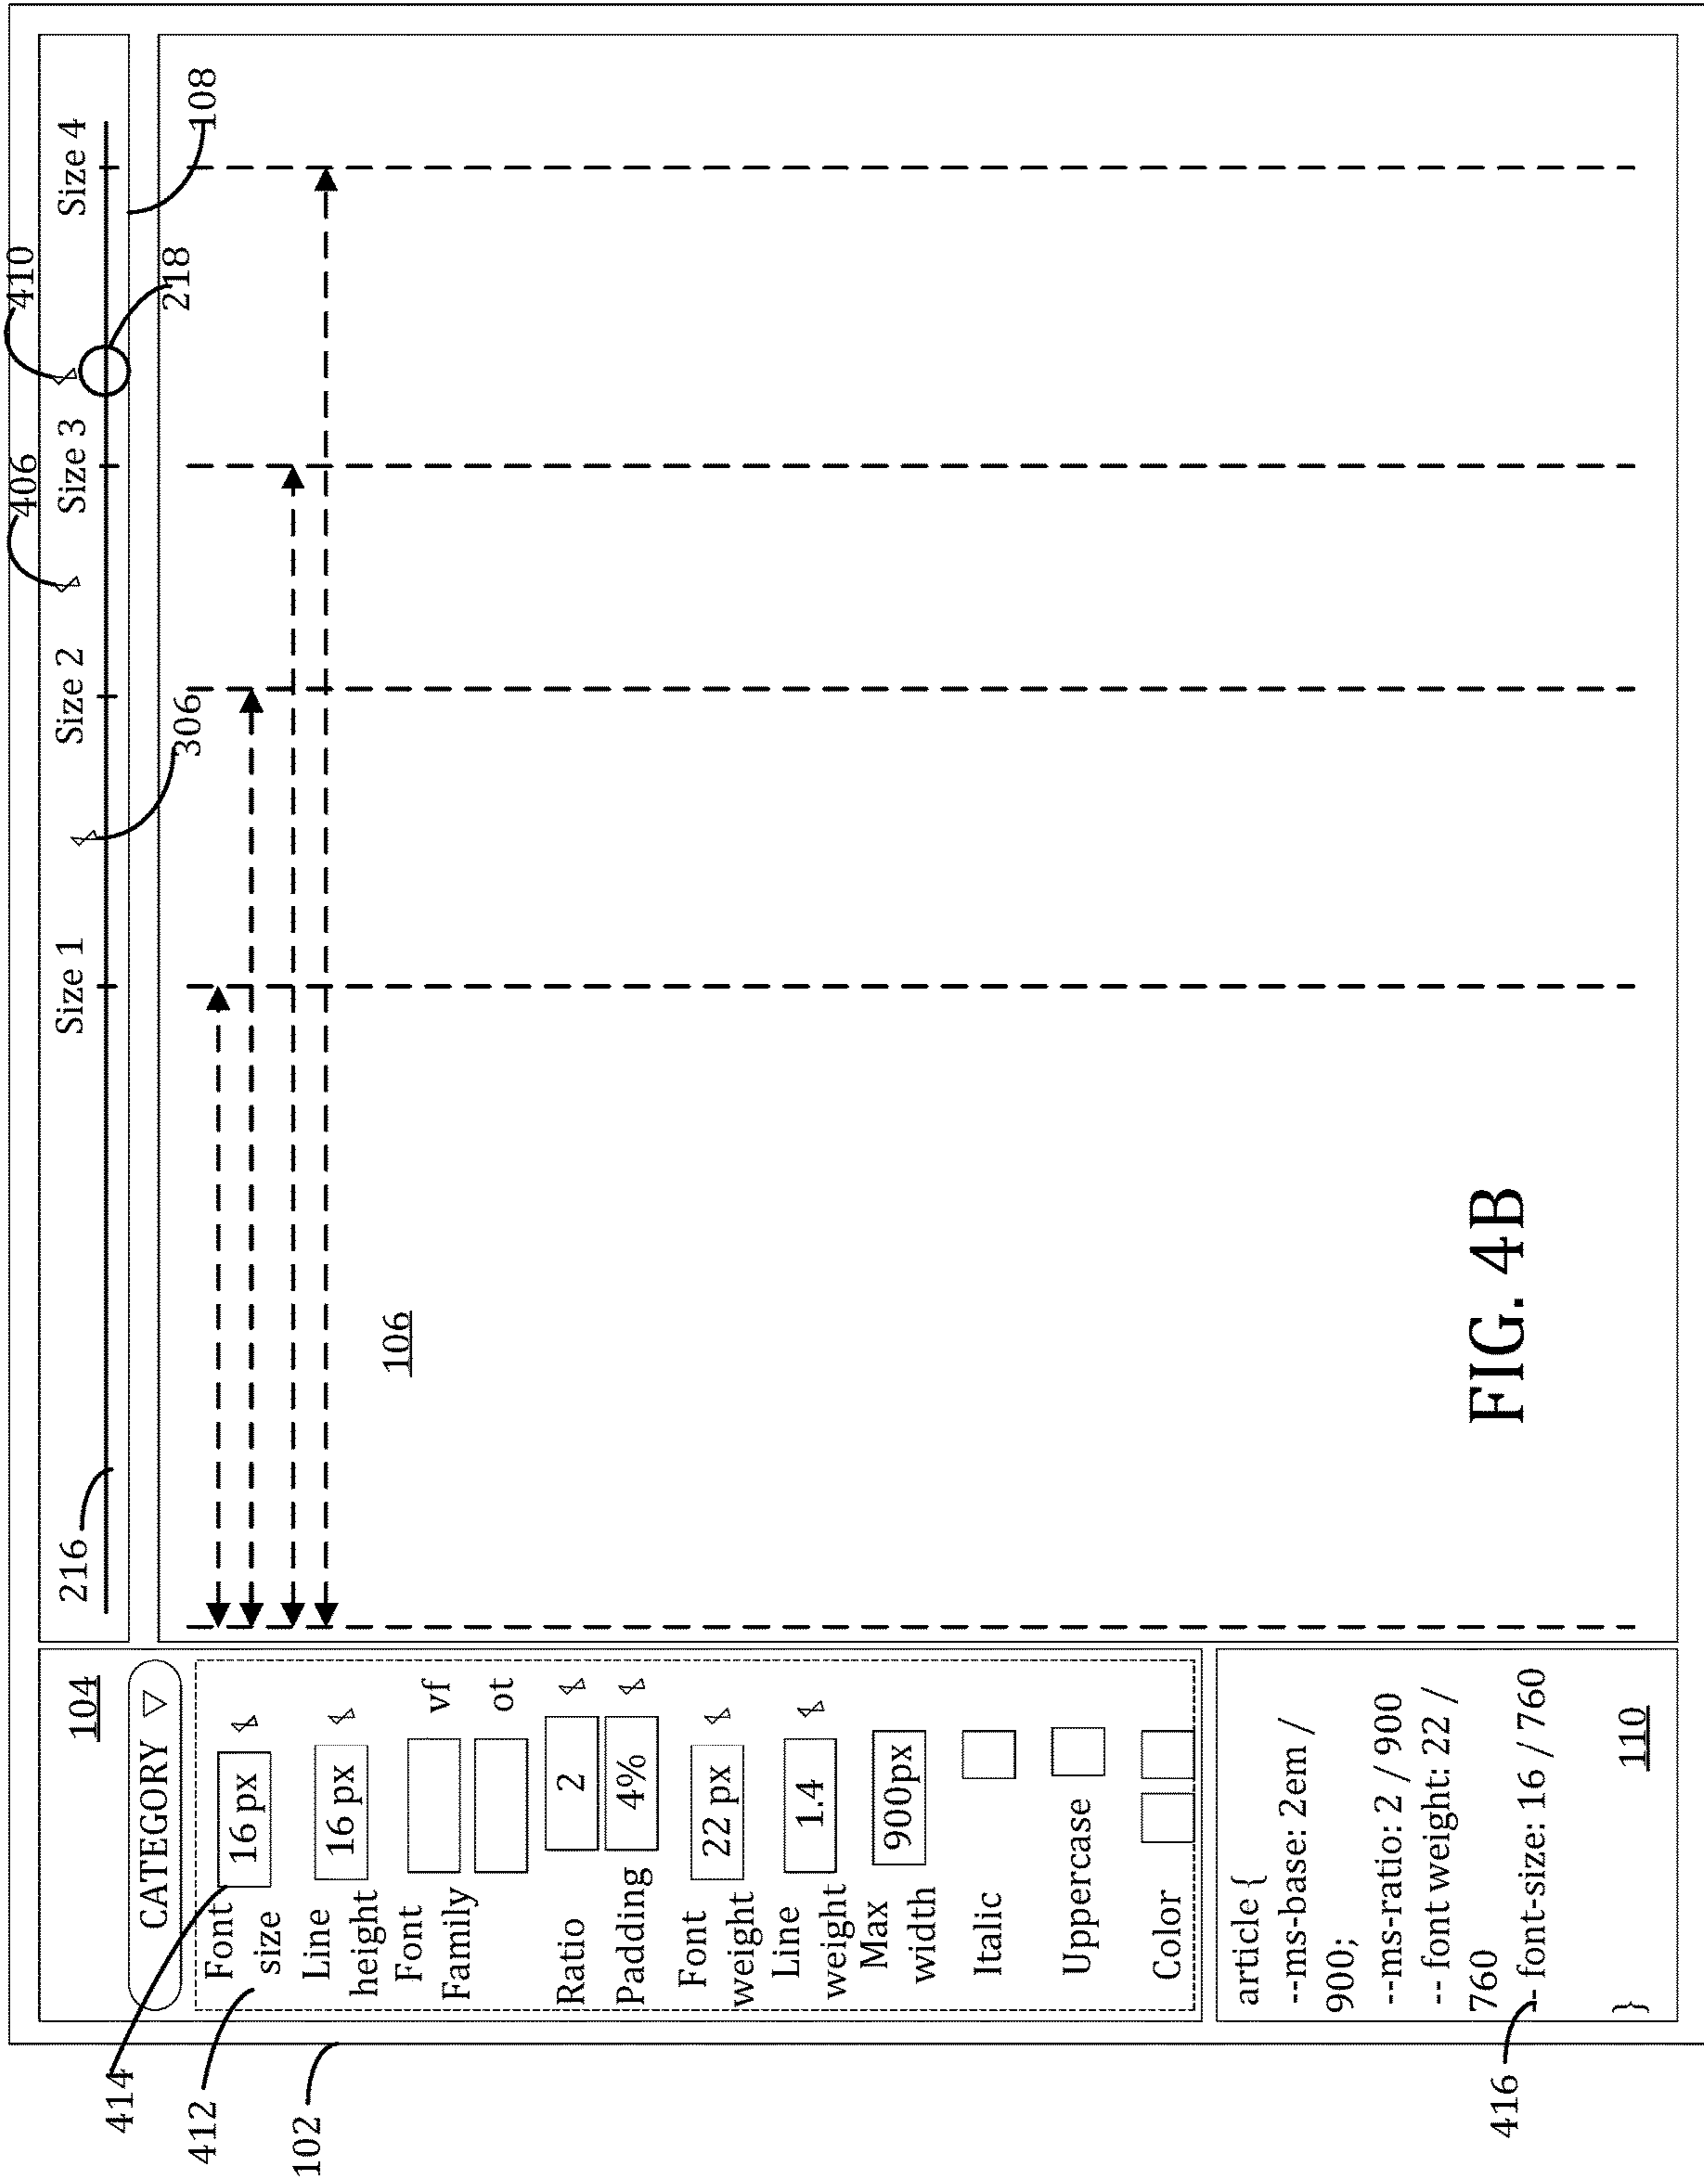 414
412
102
416
104
CATEGORY
Font
size
16 px
Line
height
16 px
Font
Family
vf
ot
Ratio
2
Padding
4%
Font
weight
22 px
Line
weight
1.4
Max
width
900px
Italic
Uppercase
Color
article {
--ms-base: 2em /
900;
--ms-ratio: 2 / 900
-- font weight: 22 /
760
-- font-size: 16 / 760
}
110
216
Size 1
306
Size 2
406
Size 3
410
218
Size 4
108
106
FIG. 4B